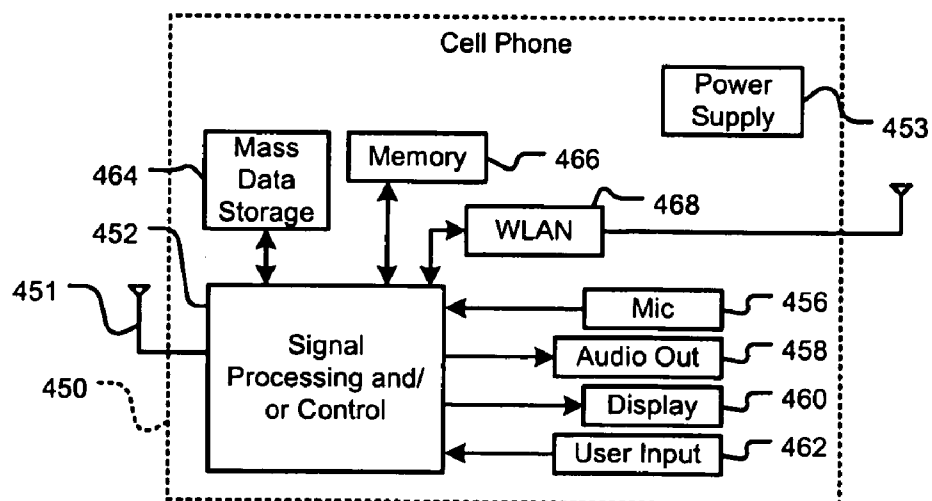 Cell Phone
Power
Supply
453
Mass
Data
Storage
464
Memory
466
468
WLAN
452
451
Signal
Processing and/
or Control
Mic
456
Audio Out
458
450
Display
460
User Input
462